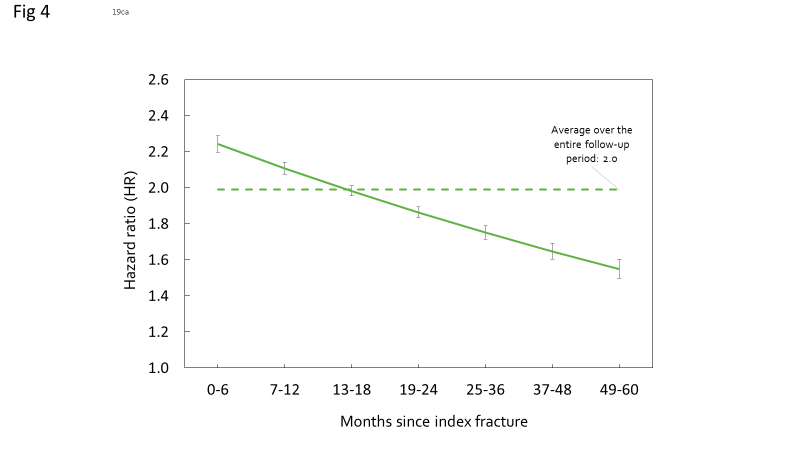 Fig 4
19ca
2.6
2.4
2.2
2.0
1.8
1.6
1.4
1.2
1.0
Hazard ratio (HR)
Average over the
entire follow-up
period: 2.0
0-6 7-12 13-18 19-24 25-36 37-48 49-60
Months since index fracture